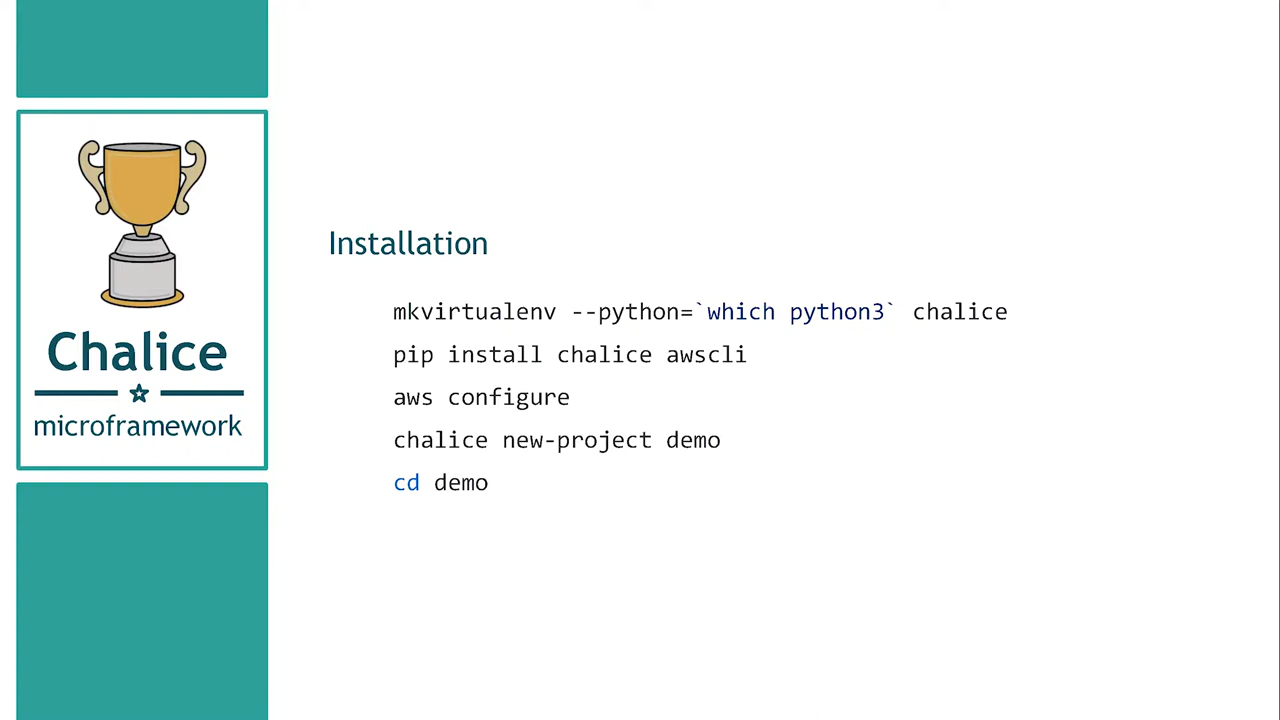 Chalice
microframework
Installation
mkvirtualenv --python=`which python3` chalice
pip install chalice awscli
aws configure
chalice new-project demo
cd demo